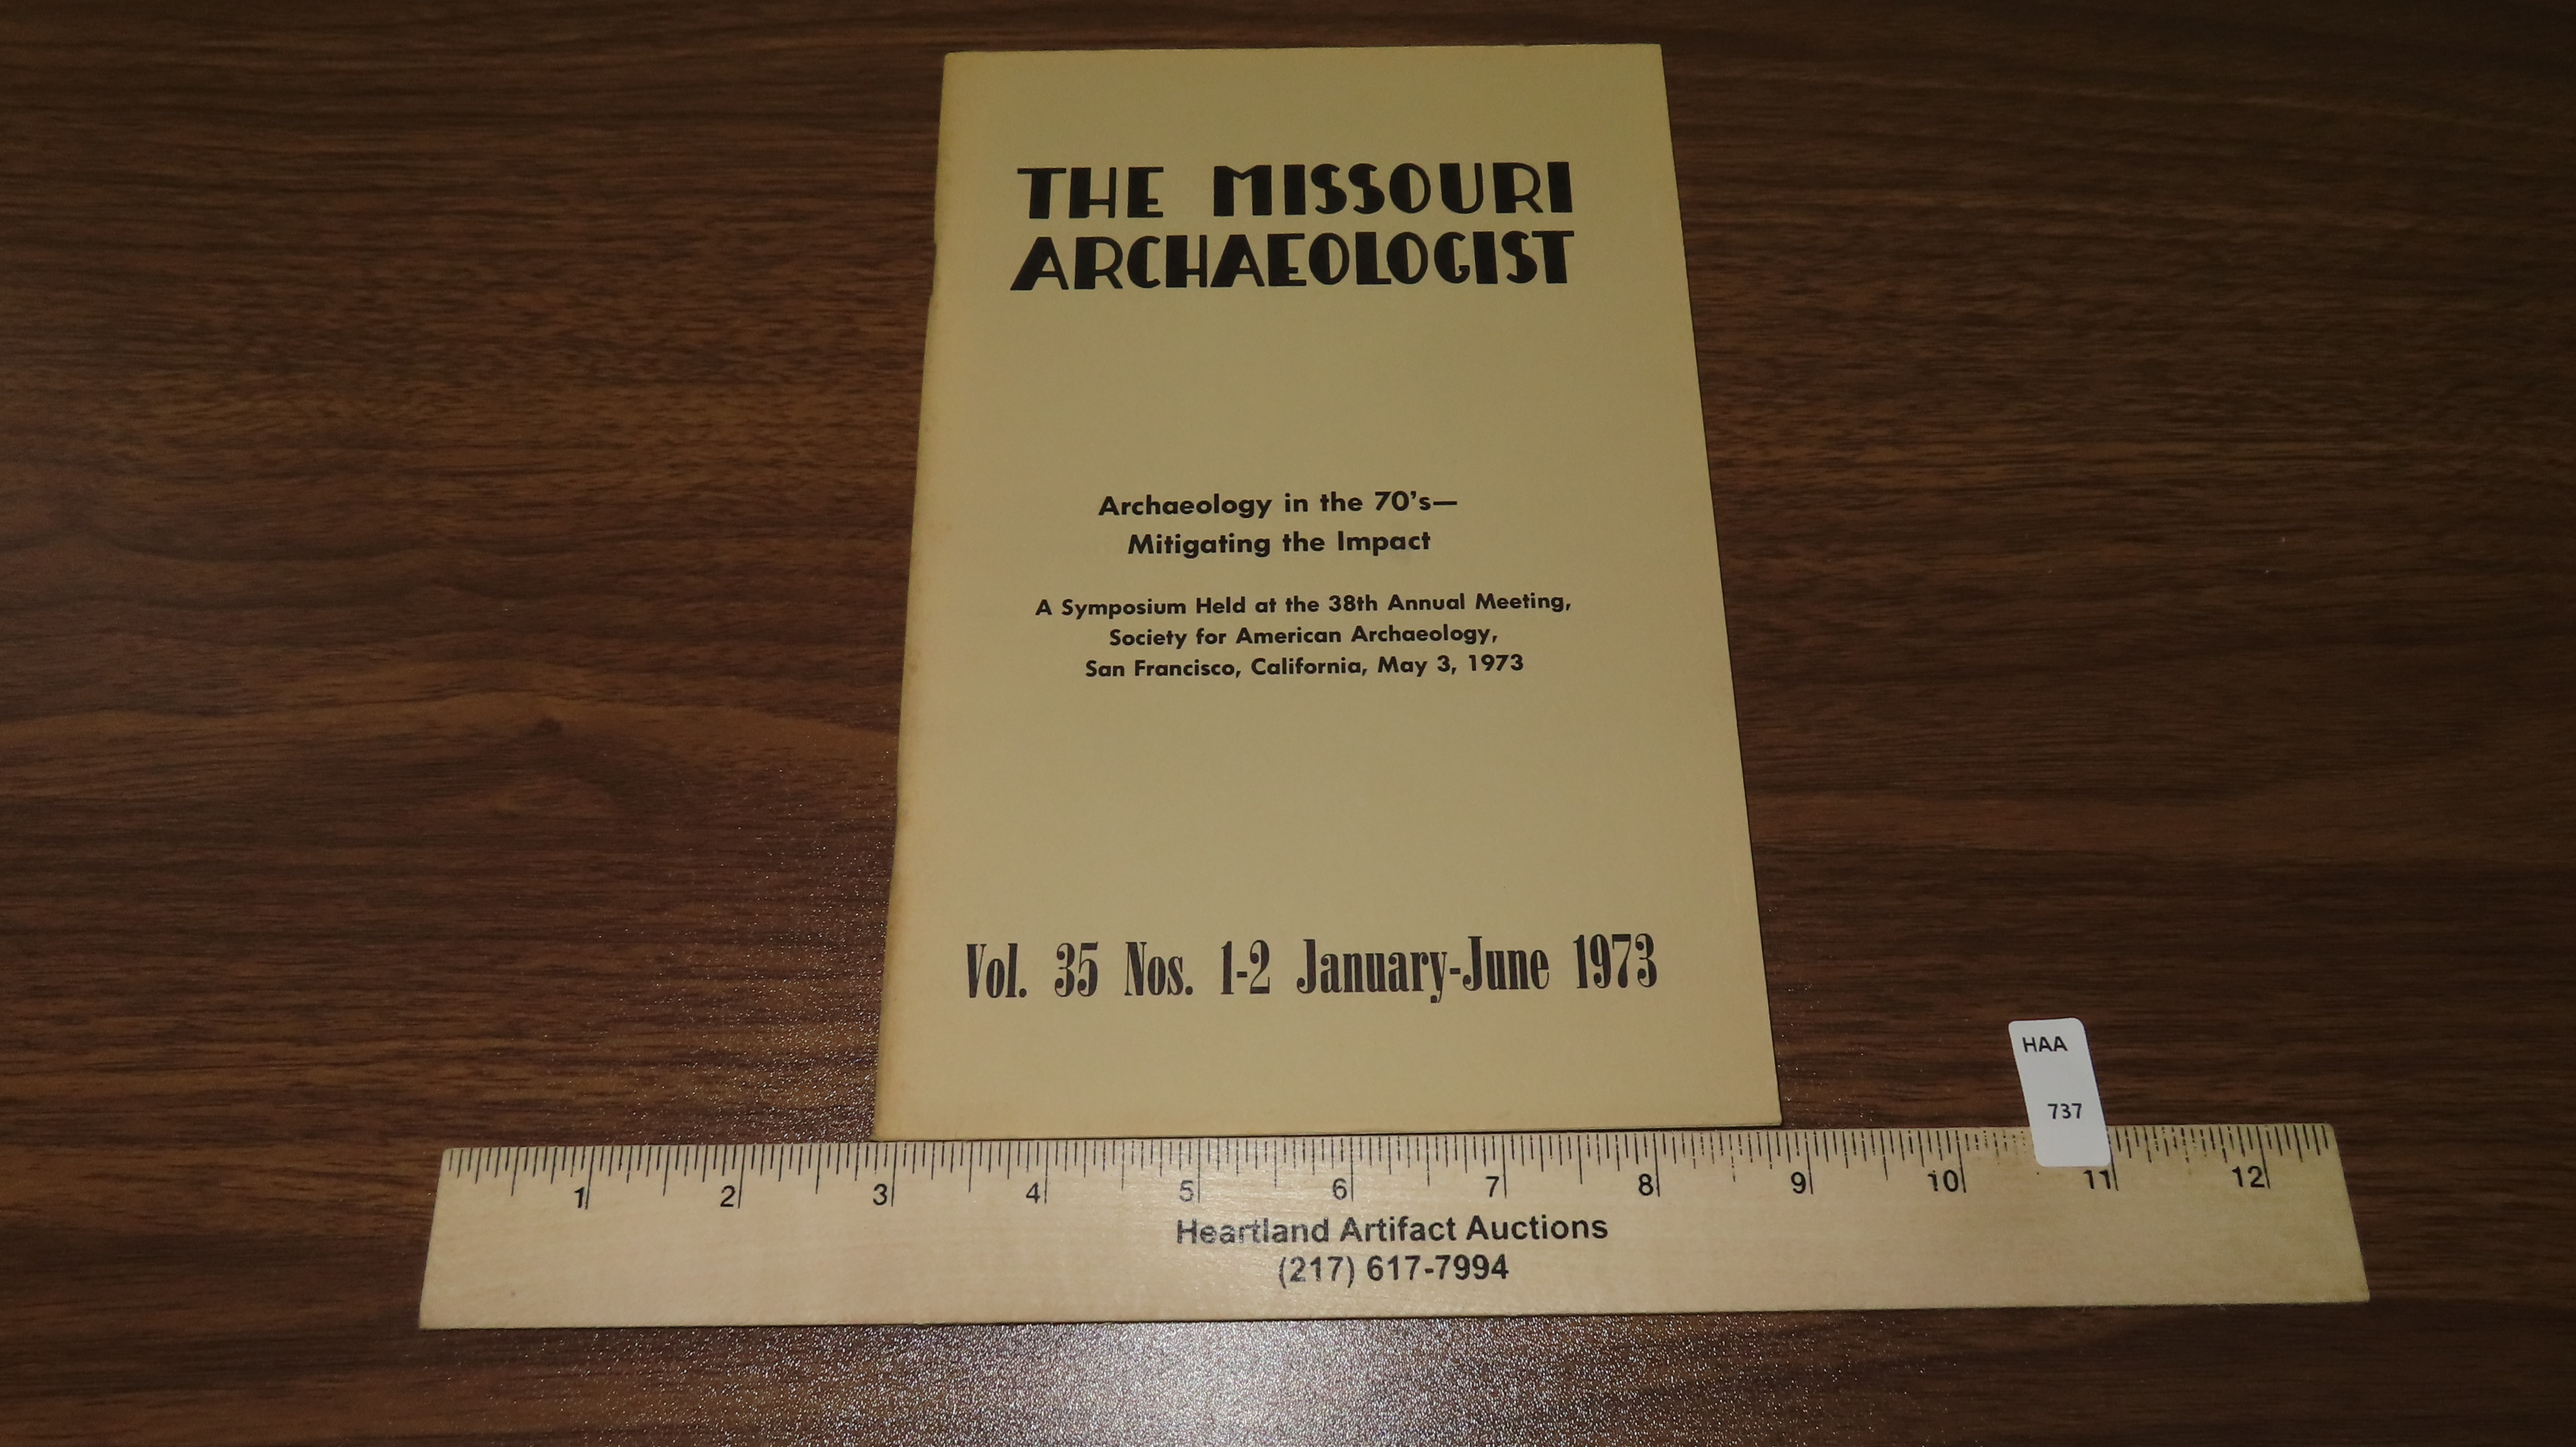 THE MISSOURI
ARCHAEOLOGIST
Archaeology in the 70's—
Mitigating the Impact
A Symposium Held at the 38th Annual Meeting,
Society for American Archaeology,
San Francisco, California, May 3, 1973
Vol. 35 Nos. 1-2 January-June 1973
HAA
737
1 2 3 4 5 6 7 8 9 10 11 12
Heartland Artifact Auctions
(217) 617-7994